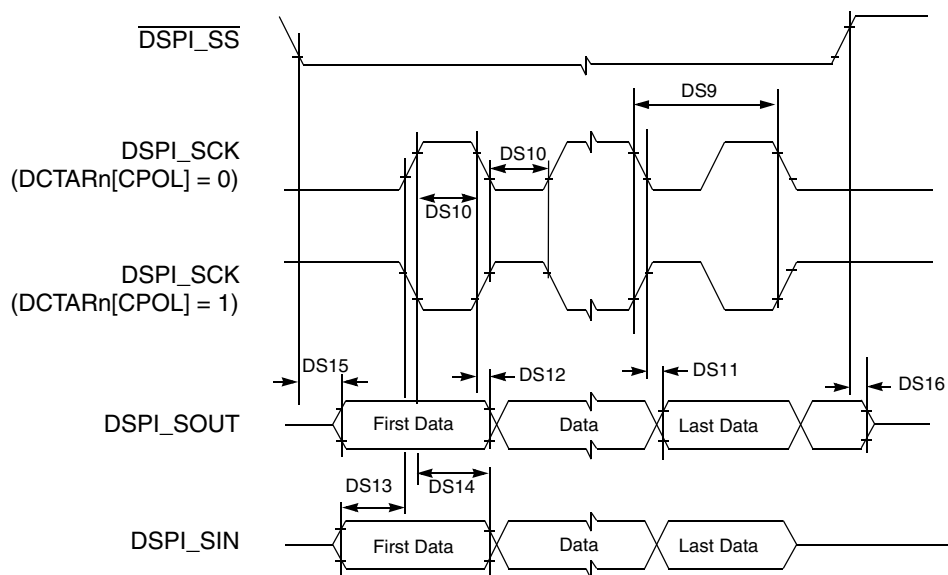 DSPI_SS
DS9
DSPI_SCK
(DCTARn[CPOL] = 0)
DS10
DS10
DSPI_SCK
(DCTARn[CPOL] = 1)
DS15
DS12
DS11
DS16
DSPI_SOUT
First Data
Data
Last Data
DS13
DS14
DSPI_SIN
First Data
Data
Last Data